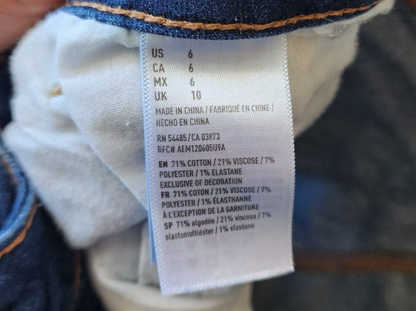 US 6
CA 6
MX 6
UK 10
MADE IN CHINA / FABRIQUÉ EN CHINE /
HECHO EN CHINA
RN 54485/CA 03873
RFC# AEM120605U9A
EN 71% COTTON / 21% VISCOSE / 7%
POLYESTER / 1% ELASTANE
EXCLUSIVE OF DECORATION
FR 71% COTON / 21% VISCOSE / 7%
POLYESTER / 1% ÉLASTHANNE
À L'EXCEPTION DE LA GARNITURE
SP 71% algodón / 21% viscosa / 7%
elastomultiéster / 1% elastano